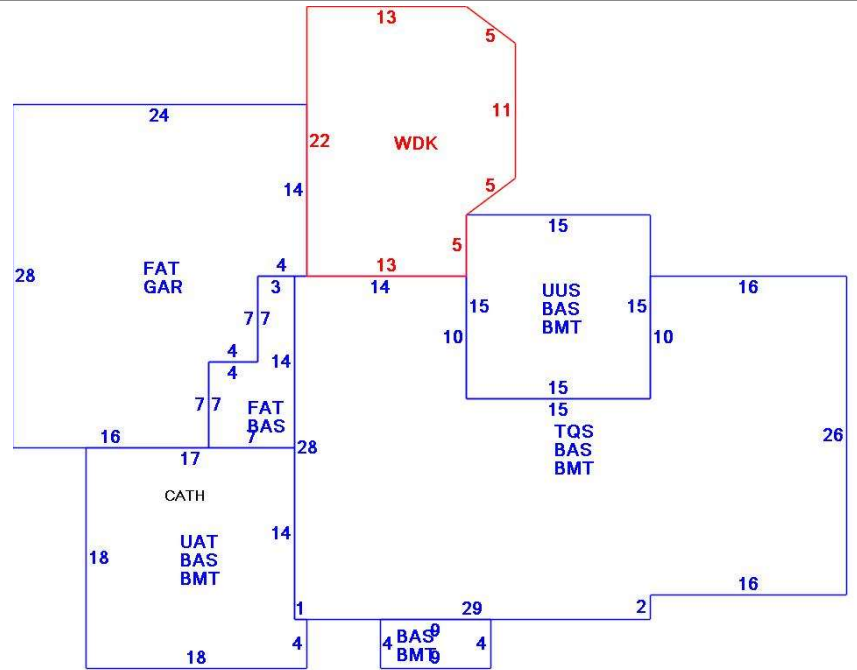 13
5
24
11
22
WDK
14
5
15
5
FAT
GAR
28
4
3
13
14
16
UUS
BAS
BMT
15
15
10
10
7 7
14
4
4
15
15
7 7
FAT
BAS
TQS
BAS
BMT
26
16
7
28
17
CATH
14
18
UAT
BAS
BMT
16
1
29
2
4
4
9
4
BAS
BMT
9
18